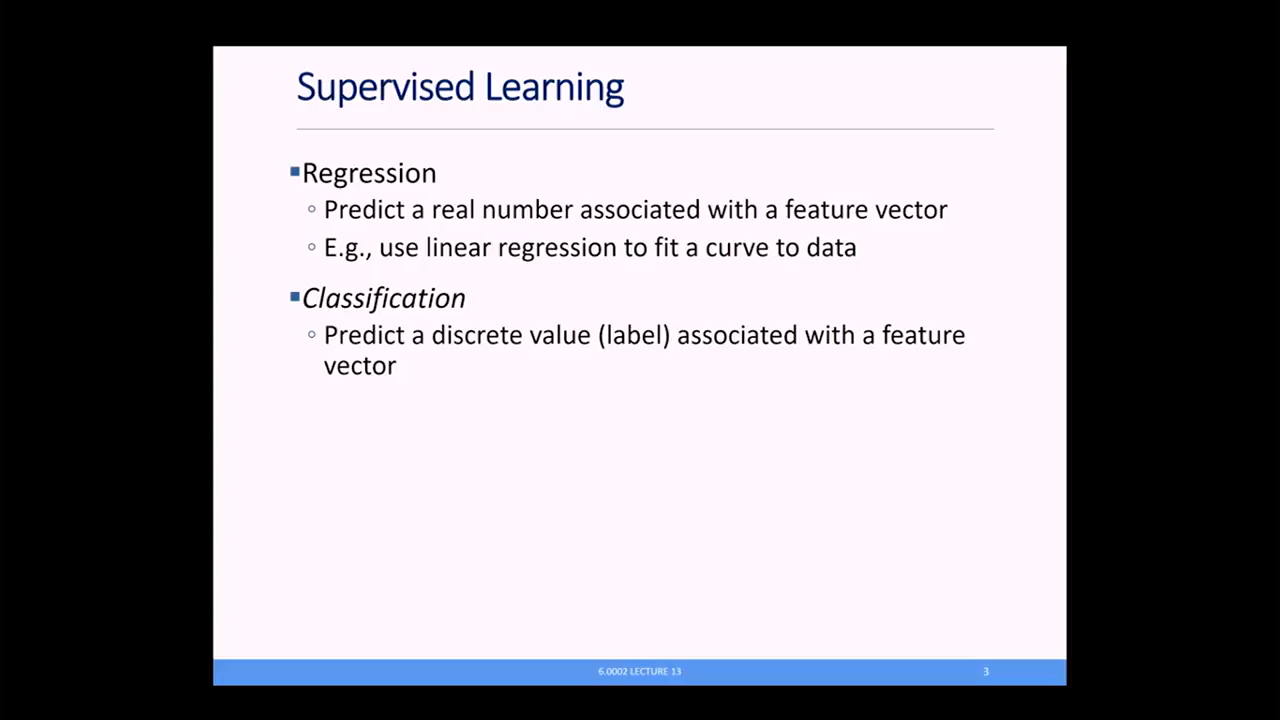 Supervised Learning
▪Regression
◦ Predict a real number associated with a feature vector
◦ E.g., use linear regression to fit a curve to data
▪Classification
◦ Predict a discrete value (label) associated with a feature
vector
6.0002 LECTURE 13
3